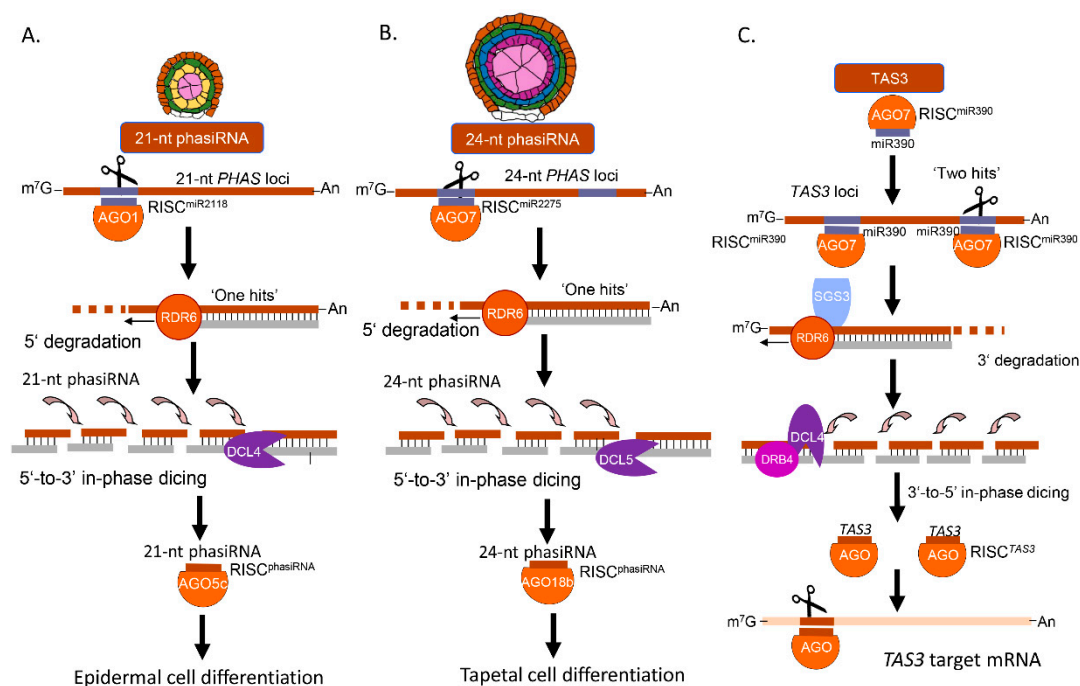 A.
21-nt phasiRNA
21-nt PHAS loci
m⁷G
An
AGO1
RISCmiR2118
'One hits'
An
RDR6
5' degradation
21-nt phasiRNA
DCL4
5'-to-3' in-phase dicing
21-nt phasiRNA
RISCphasiRNA
AGO5c
Epidermal cell differentiation
B.
24-nt phasiRNA
24-nt PHAS loci
m⁷G
An
AGO7
RISCmiR2275
'One hits'
An
RDR6
5' degradation
24-nt phasiRNA
DCL5
5'-to-3' in-phase dicing
24-nt phasiRNA
RISCphasiRNA
AGO18b
Tapetal cell differentiation
C.
TAS3
AGO7
RISCmiR390
miR390
'Two hits'
TAS3 loci
m⁷G
An
RISCmiR390
AGO7
miR390
miR390
AGO7
RISCmiR390
SGS3
m⁷G
RDR6
3' degradation
DCL4
DRB4
3'-to-5' in-phase dicing
TAS3
TAS3
AGO
AGO
RISCTAS3
m⁷G
An
AGO
TAS3 target mRNA